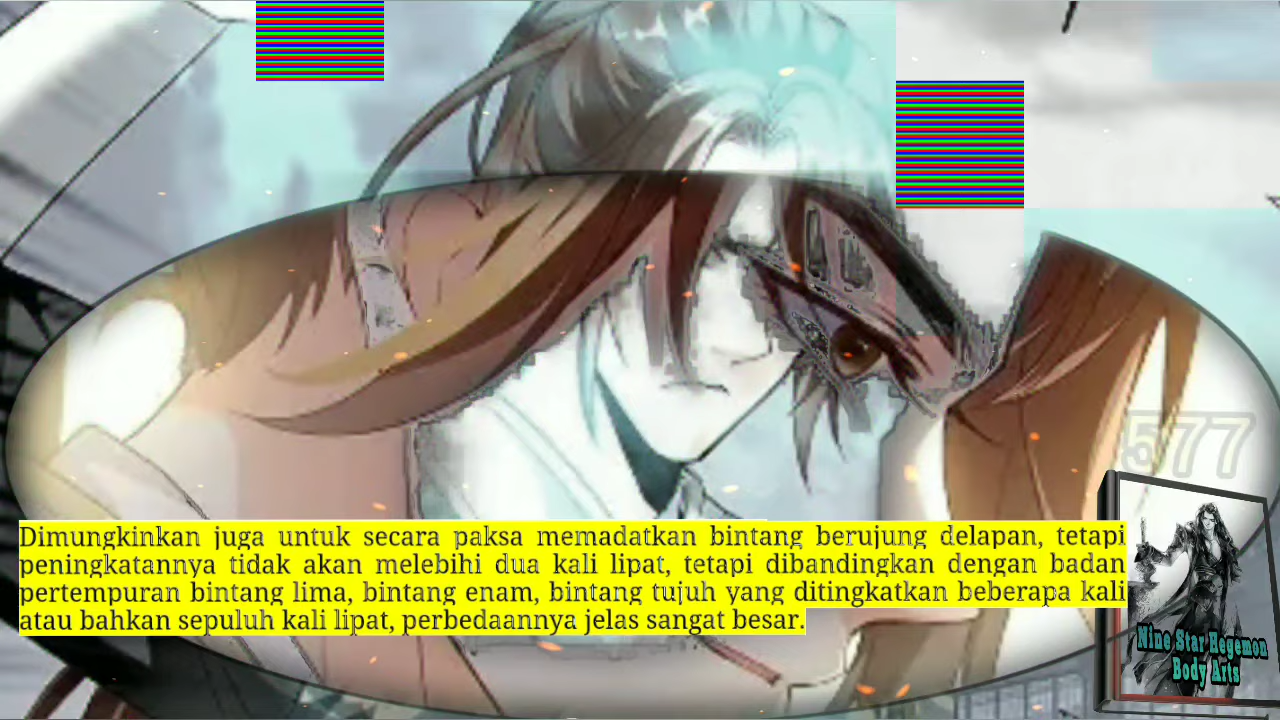 577
Dimungkinkan juga untuk secara paksa memadatkan bintang berujung delapan, tetapi
peningkatannya tidak akan melebihi dua kali lipat, tetapi dibandingkan dengan badan
pertempuran bintang lima, bintang enam, bintang tujuh yang ditingkatkan beberapa kali
atau bahkan sepuluh kali lipat, perbedaannya jelas sangat besar.
Nine Star Hegemon
Body Arts